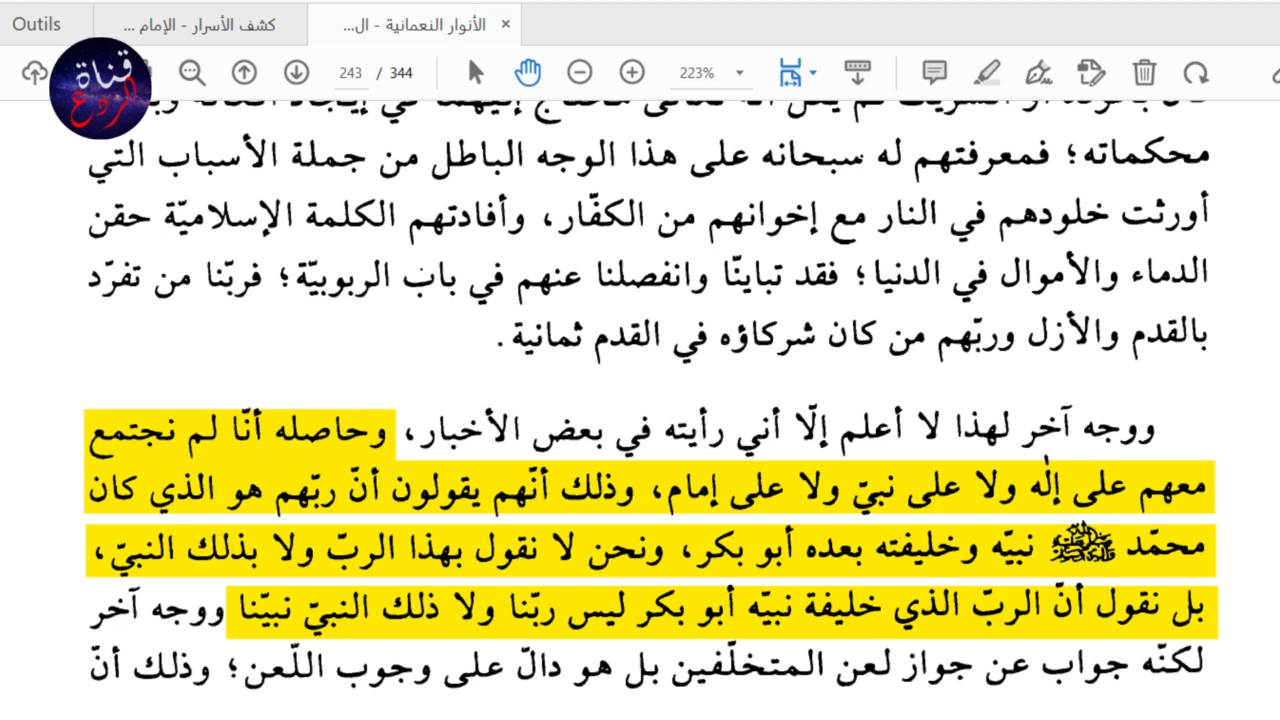 Outils
كشف الأسرار - الإمام ...
الأنوار النعمانية - ال... ×
243 / 344
223%
قناة
الردع
محكماته؛ فمعرفتهم له سبحانه على هذا الوجه الباطل من جملة الأسباب التي
أورثت خلودهم في النار مع إخوانهم من الكفّار، وأفادتهم الكلمة الإسلاميّة حقن
الدماء والأموال في الدنيا؛ فقد تباينّا وانفصلنا عنهم في باب الربوبيّة؛ فربّنا من تفرّد
بالقدم والأزل وربّهم من كان شركاؤه في القدم ثمانية.
ووجه آخر لهذا لا أعلم إلّا أني رأيته في بعض الأخبار، وحاصله أنّا لم نجتمع
معهم على إلٰه ولا على نبيّ ولا على إمام، وذلك أنّهم يقولون أنّ ربّهم هو الذي كان
محمّد ﷺ نبيّه وخليفته بعده أبو بكر، ونحن لا نقول بهذا الربّ ولا بذلك النبيّ،
بل نقول أنّ الربّ الذي خليفة نبيّه أبو بكر ليس ربّنا ولا ذلك النبيّ نبيّنا ووجه آخر
لكنّه جواب عن جواز لعن المتخلّفين بل هو دالّ على وجوب اللّعن؛ وذلك أنّ